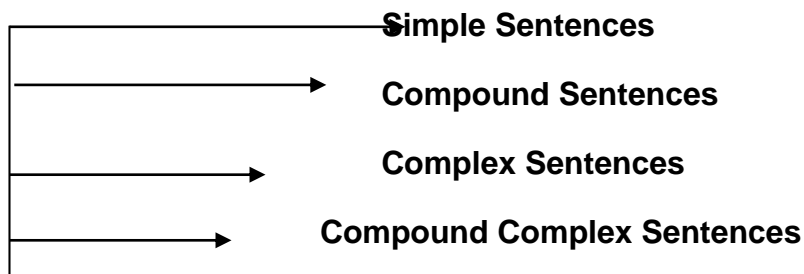 Simple Sentences
Compound Sentences
Complex Sentences
Compound Complex Sentences